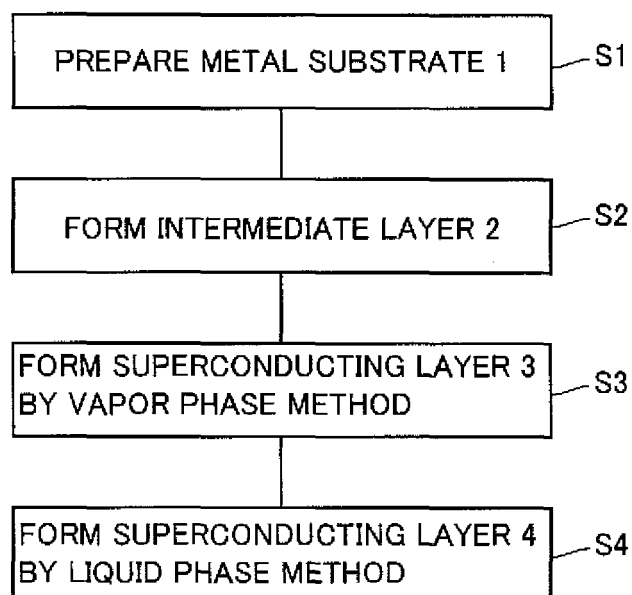 PREPARE METAL SUBSTRATE 1
S1
FORM INTERMEDIATE LAYER 2
S2
FORM SUPERCONDUCTING LAYER 3
BY VAPOR PHASE METHOD
S3
FORM SUPERCONDUCTING LAYER 4
BY LIQUID PHASE METHOD
S4